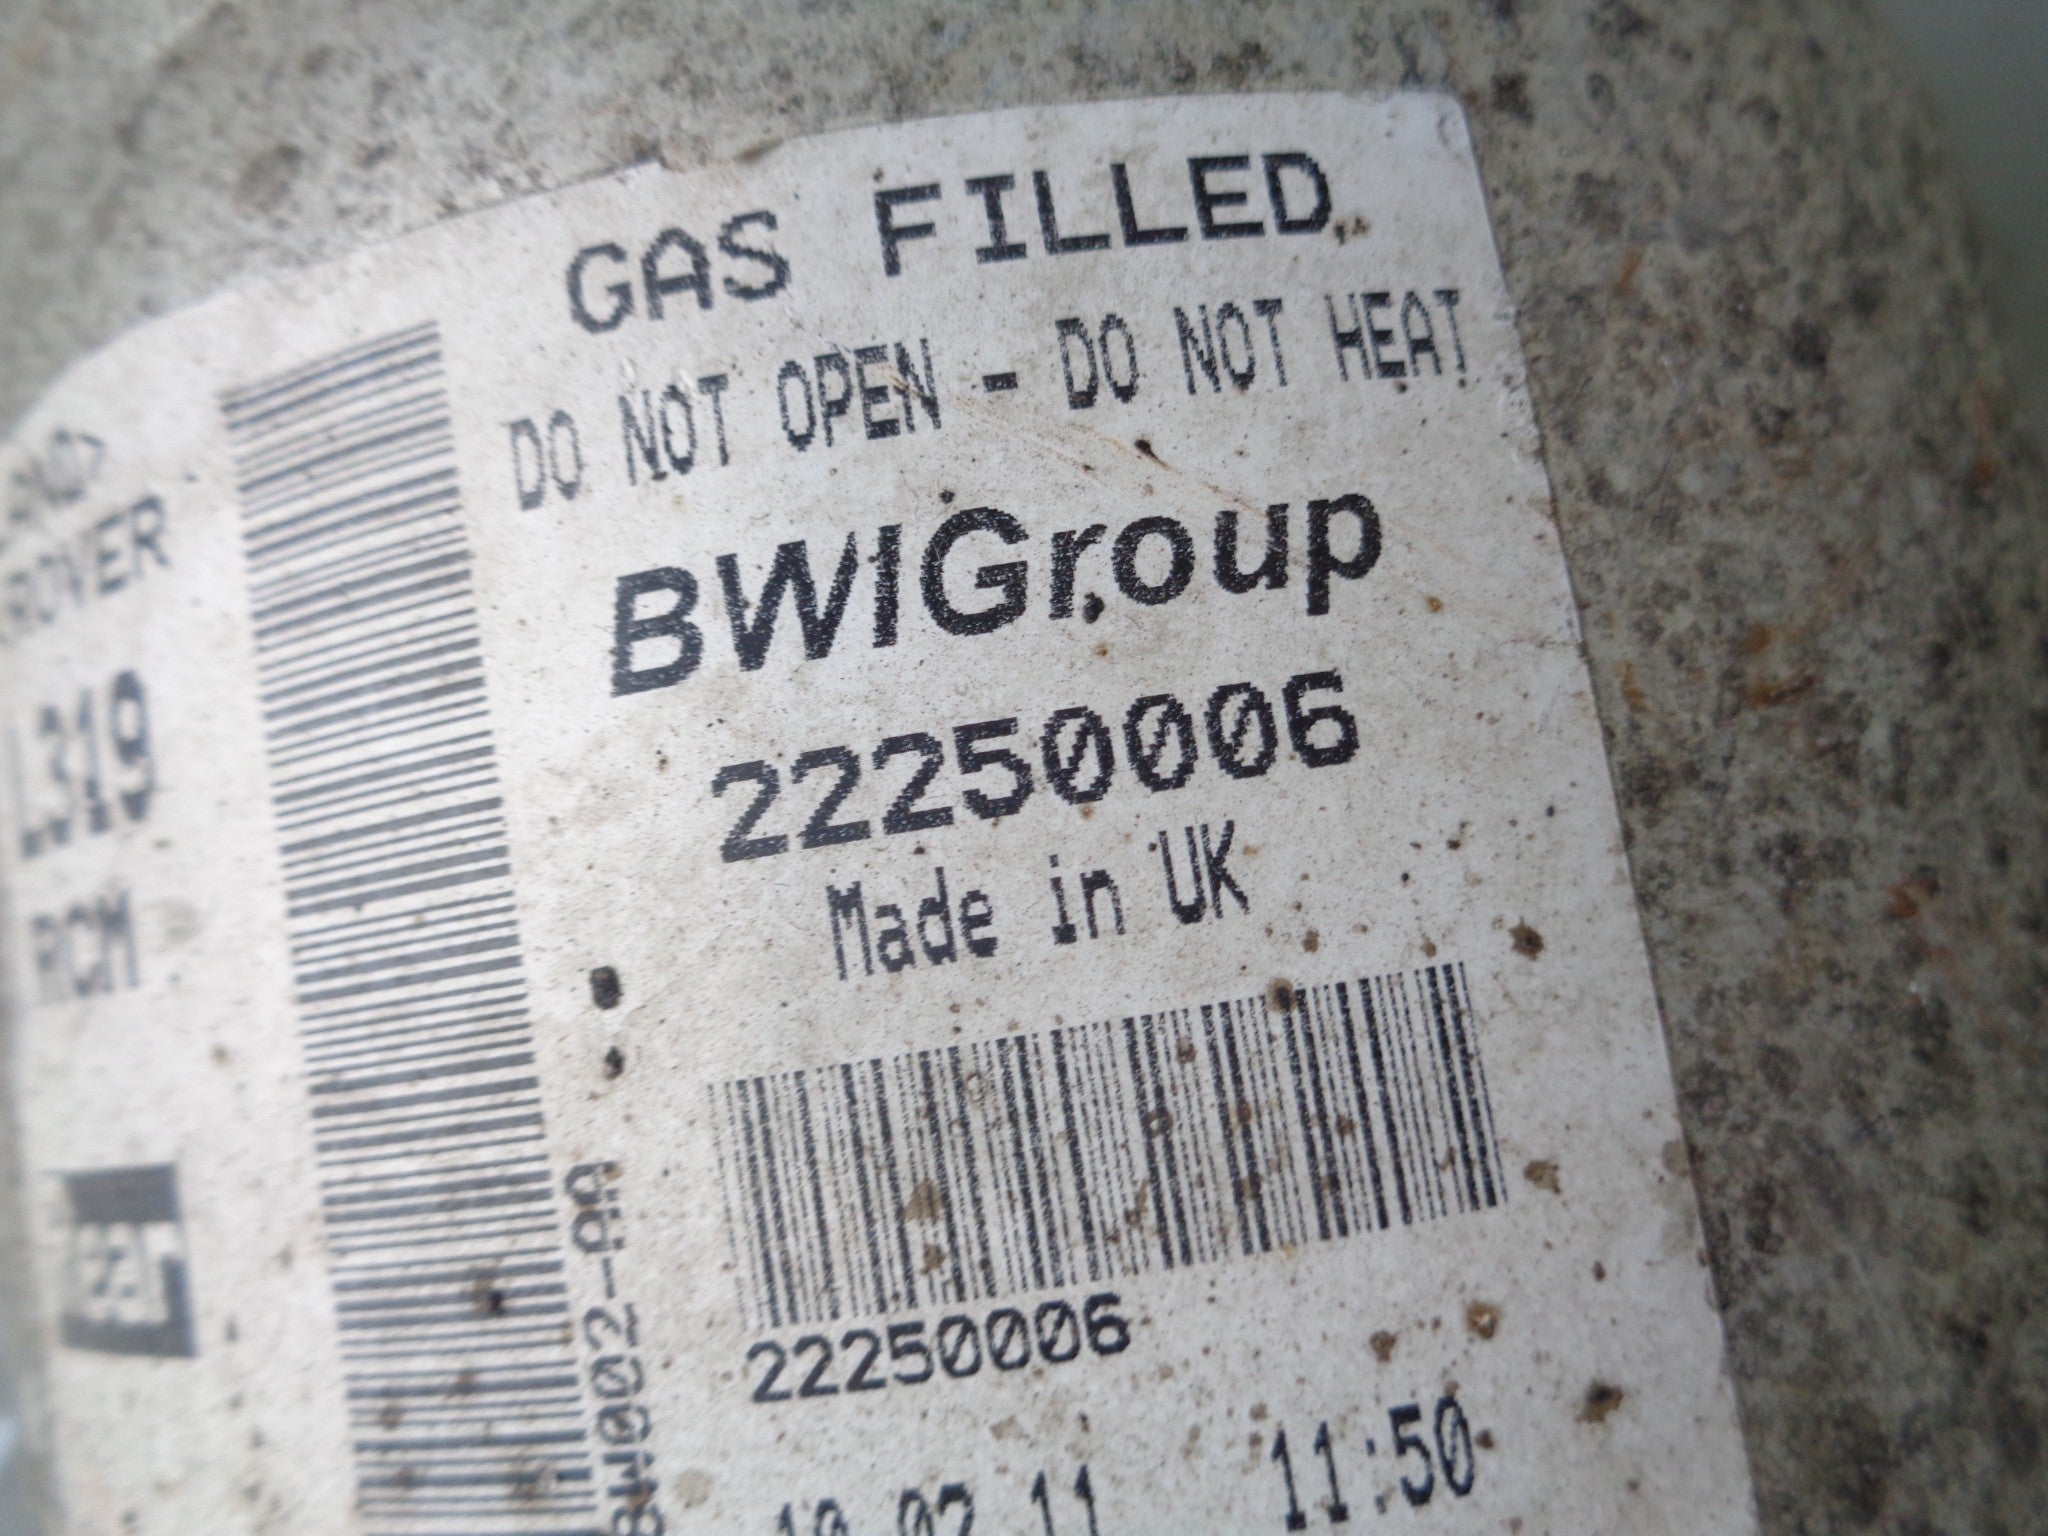 GAS FILLED
DO NOT OPEN - DO NOT HEAT
BWIGroup
22250006
Made in UK
22250006
11:50
ROVER
L319
RCM